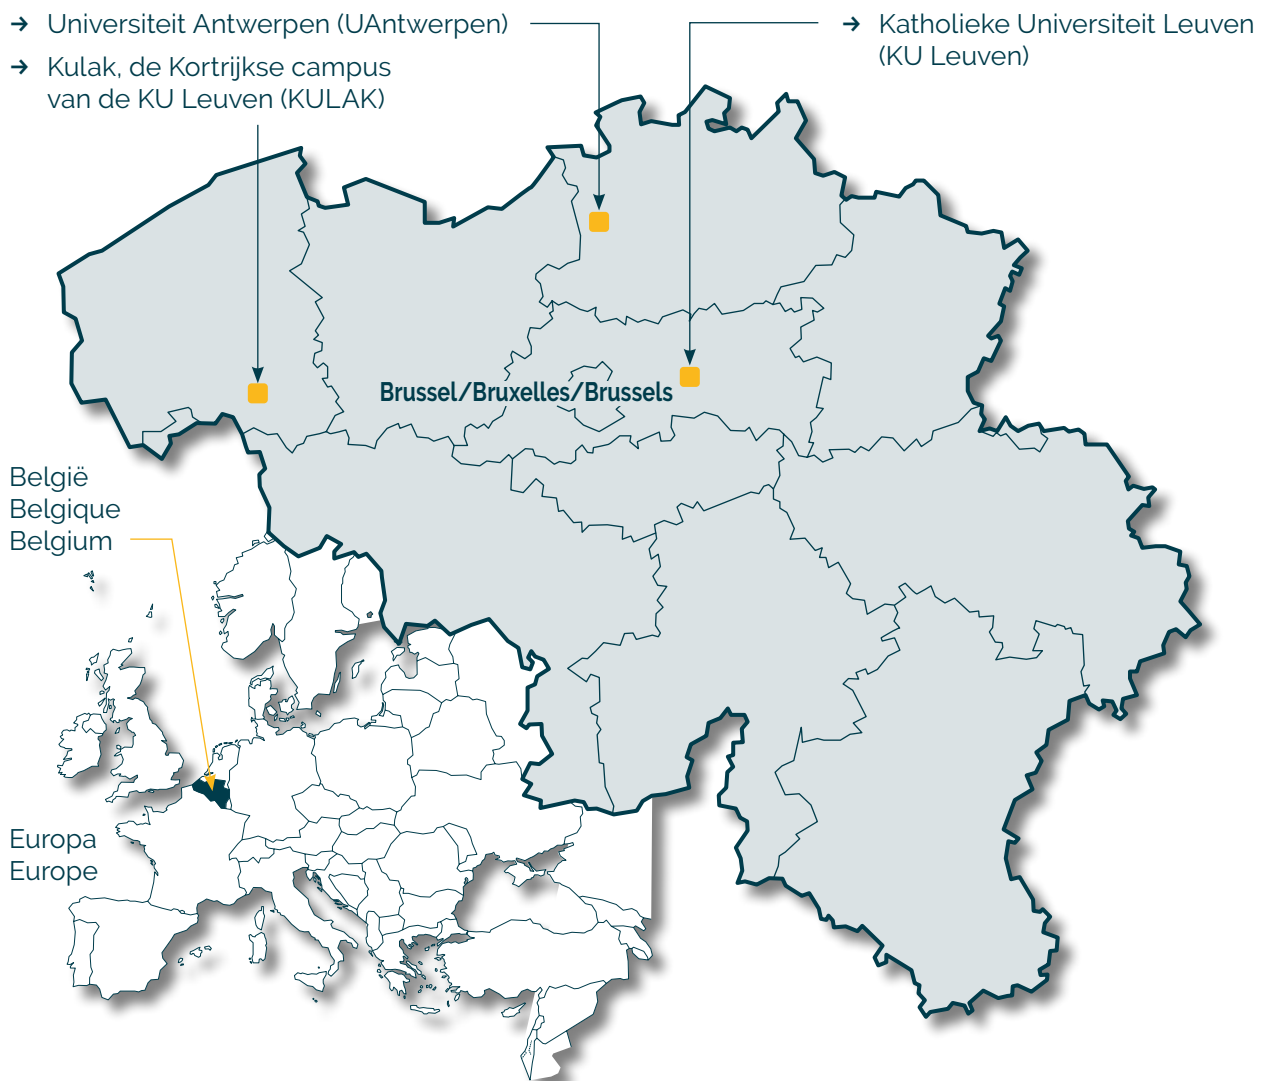 → Universiteit Antwerpen (UAntwerpen)
→ Kulak, de Kortrijkse campus
van de KU Leuven (KULAK)
→ Katholieke Universiteit Leuven
(KU Leuven)
Brussel/Bruxelles/Brussels
België
Belgique
Belgium
Europa
Europe